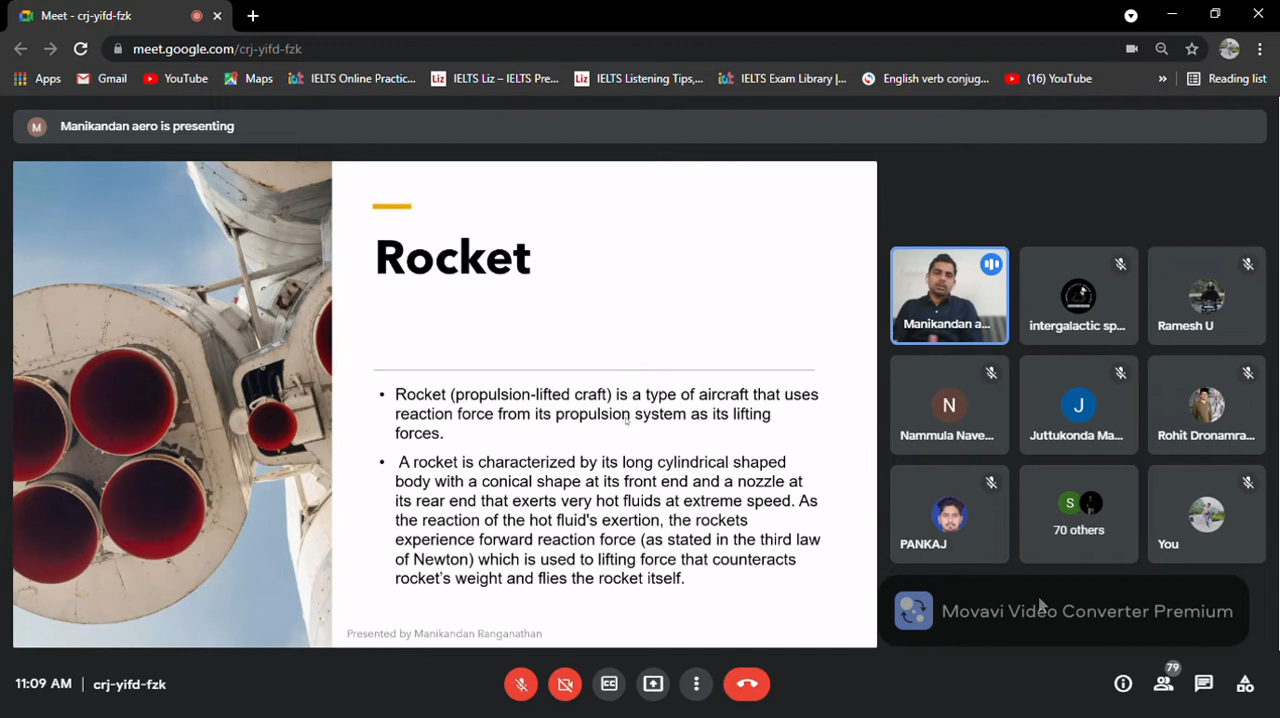 Meet - crj-yifd-fzk
meet.google.com/crj-yifd-fzk
Apps
Gmail
YouTube
Maps
IELTS Online Practic...
Liz
IELTS Liz – IELTS Pre...
Liz
IELTS Listening Tips,...
IELTS Exam Library |...
English verb conjug...
(16) YouTube
»
Reading list
M
Manikandan aero is presenting
Rocket
• Rocket (propulsion-lifted craft) is a type of aircraft that uses
reaction force from its propulsion system as its lifting
forces.
• A rocket is characterized by its long cylindrical shaped
body with a conical shape at its front end and a nozzle at
its rear end that exerts very hot fluids at extreme speed. As
the reaction of the hot fluid's exertion, the rockets
experience forward reaction force (as stated in the third law
of Newton) which is used to lifting force that counteracts
rocket's weight and flies the rocket itself.
Presented by Manikandan Ranganathan
Manikandan a...
intergalactic sp...
Ramesh U
N
Nammula Nave...
J
Juttukonda Ma...
Rohit Dronamra...
PANKAJ
S
70 others
You
Movavi Video Converter Premium
11:09 AM | crj-yifd-fzk
CC
79